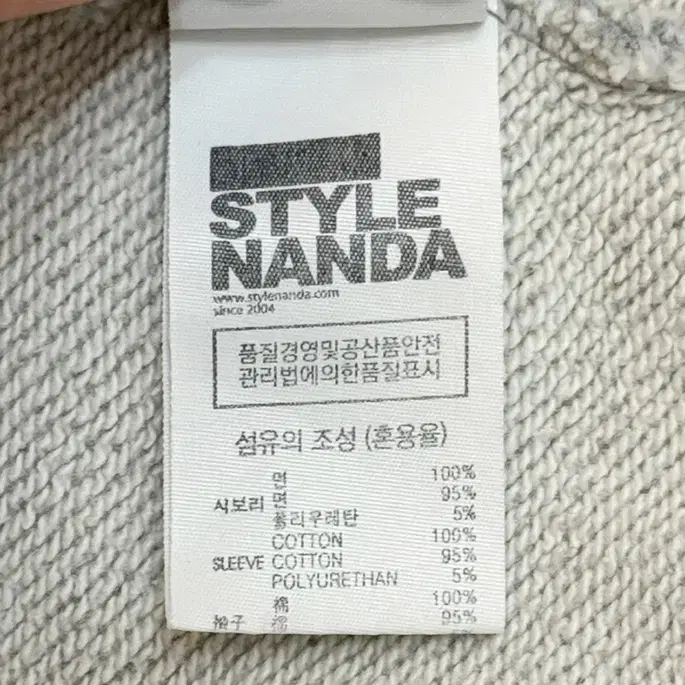 STYLE
NANDA
www.stylenanda.com
since 2004
품질경영및공산품안전
관리법에의한품질표시
섬유의 조성 (혼용율)
면 100%
시보리 면 95%
폴리우레탄 5%
COTTON 100%
SLEEVE COTTON 95%
POLYURETHAN 5%
棉 100%
袖子 棉 95%